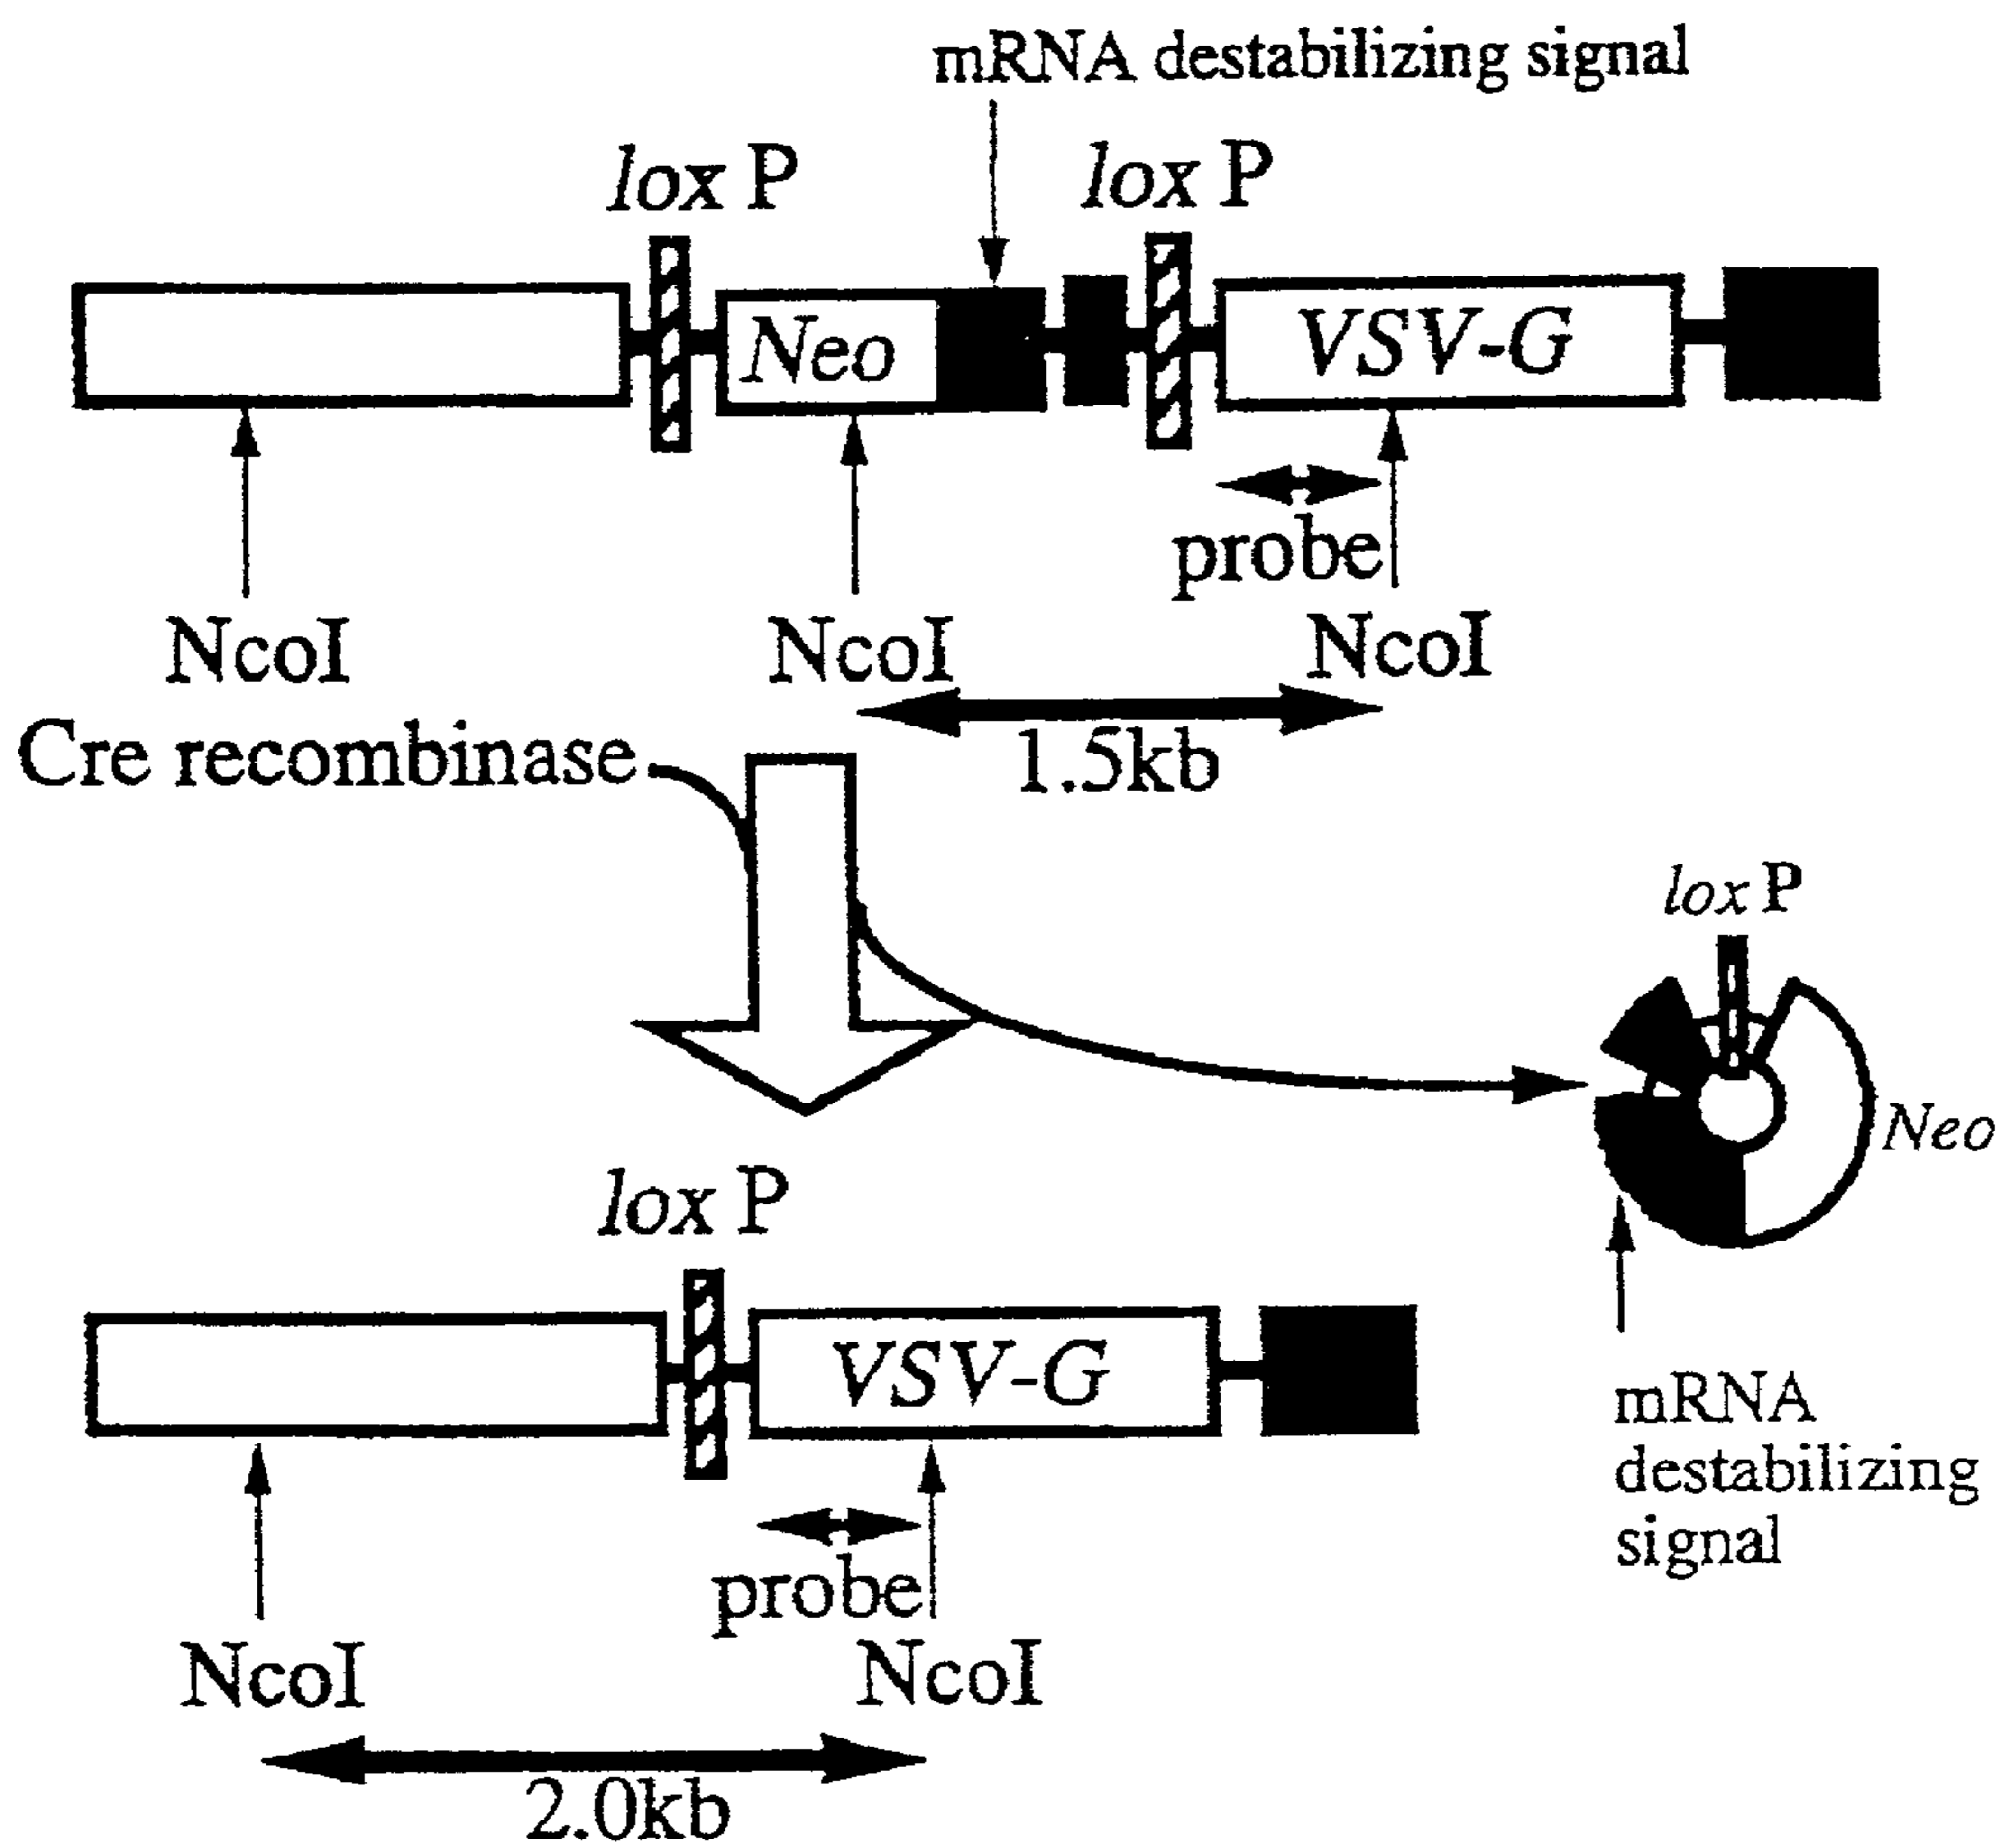 mRNA destabilizing signal
lox P
lox P
Neo
VSV-G
probe
NcoI
NcoI
NcoI
Cre recombinase
1.5kb
lox P
Neo
lox P
VSV-G
mRNA
destabilizing
signal
probe
NcoI
NcoI
2.0kb